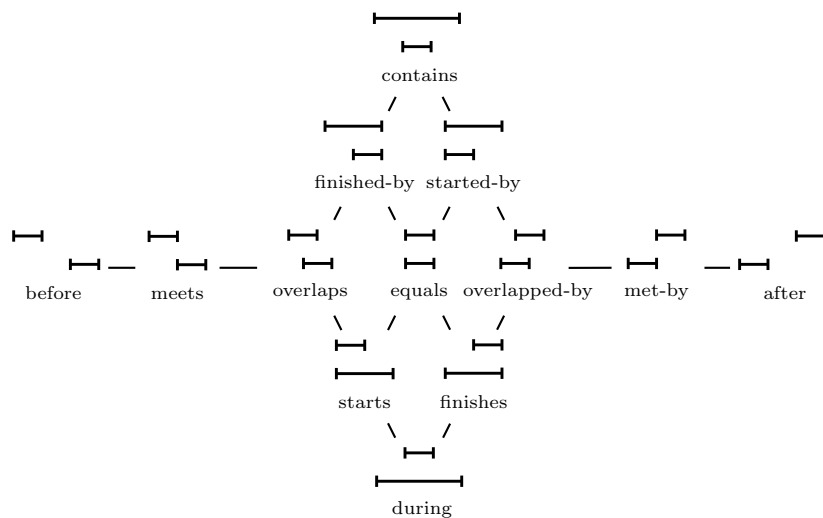 contains
finished-by started-by
before meets overlaps equals overlapped-by met-by after
starts finishes
during